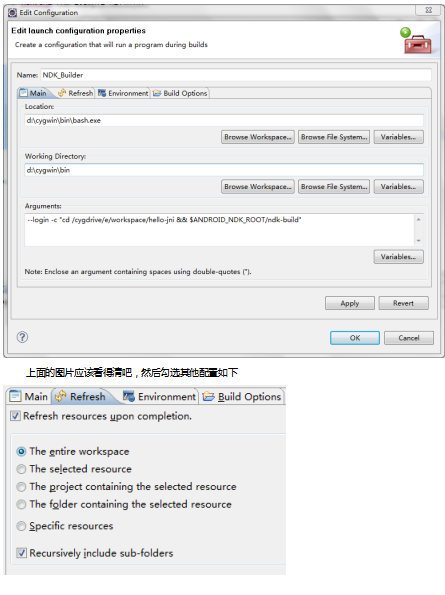 Edit Configuration
Edit launch configuration properties
Create a configuration that will run a program during builds
Name: NDK_Builder
Main Refresh Environment Build Options
Location:
d:\cygwin\bin\bash.exe
Browse Workspace... Browse File System... Variables...
Working Directory:
d:\cygwin\bin
Browse Workspace... Browse File System... Variables...
Arguments:
--login -c "cd /cygdrive/e/workspace/hello-jni && $ANDROID_NDK_ROOT/ndk-build"
Variables...
Note: Enclose an argument containing spaces using double-quotes (").
Apply Revert
OK Cancel
上面的图片应该看得清吧，然后勾选其他配置如下
Main Refresh Environment Build Options
Refresh resources upon completion.
The entire workspace
The selected resource
The project containing the selected resource
The folder containing the selected resource
Specific resources
Recursively include sub-folders